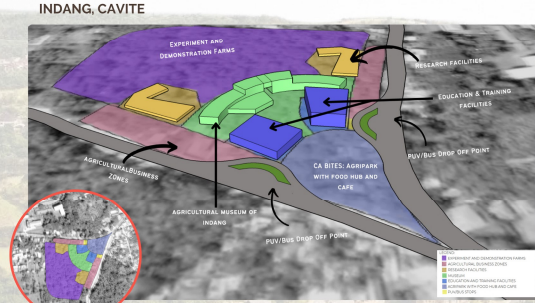 INDANG, CAVITE
EXPERIMENT AND
DEMONSTRATION FARMS
RESEARCH FACILITIES
EDUCATION & TRAINING
FACILITIES
PUV/BUS DROP OFF POINT
CA BITES: AGRIPARK
WITH FOOD HUB AND
CAFE
AGRICULTURALBUSINESS
ZONES
AGRICULTURAL MUSEUM OF
INDANG
PUV/BUS DROP OFF POINT
LEGEND:
EXPERIMENT AND DEMONSTRATION FARMS
AGRICULTURAL BUSINESS ZONES
RESEARCH FACILITIES
MUSEUM
EDUCATION AND TRAINING FACILITIES
AGRIPARK WITH FOOD HUB AND CAFE
PUV/BUS STOPS